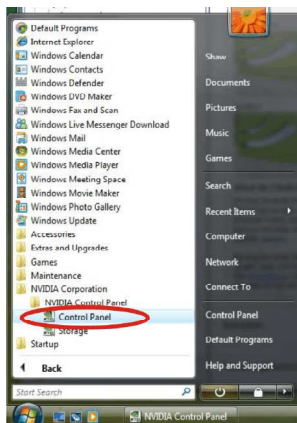 Default Programs
Internet Explorer
Windows Calendar
Windows Contacts
Windows Defender
Windows DVD Maker
Windows Fax and Scan
Windows Live Messenger Download
Windows Mail
Windows Media Center
Windows Media Player
Windows Meeting Space
Windows Movie Maker
Windows Photo Gallery
Windows Update
Accessories
Extras and Upgrades
Games
Maintenance
NVIDIA Corporation
NVIDIA Control Panel
Control Panel
Storage
Startup
Back
Start Search
Shaw
Documents
Pictures
Music
Games
Search
Recent Items
Computer
Network
Connect To
Control Panel
Default Programs
Help and Support
NVIDIA Control Panel